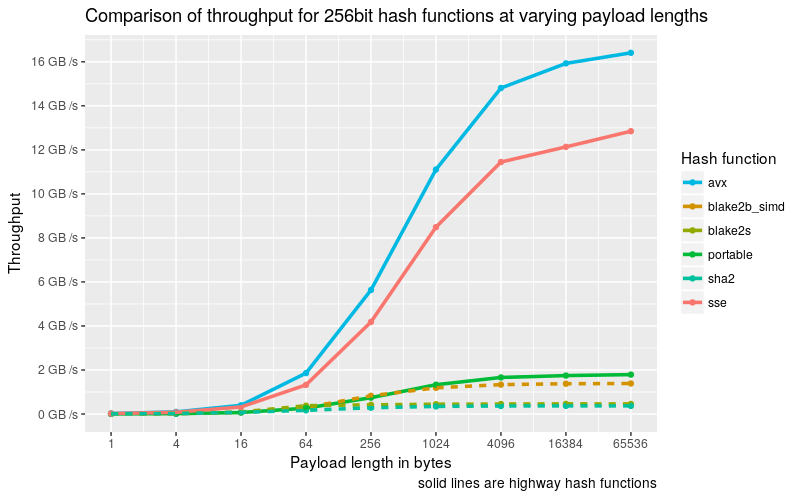 Comparison of throughput for 256bit hash functions at varying payload lengths
16 GB /s
14 GB /s
12 GB /s
10 GB /s
8 GB /s
6 GB /s
4 GB /s
2 GB /s
0 GB /s
Throughput
1 4 16 64 256 1024 4096 16384 65536
Payload length in bytes
solid lines are highway hash functions
Hash function
avx
blake2b_simd
blake2s
portable
sha2
sse